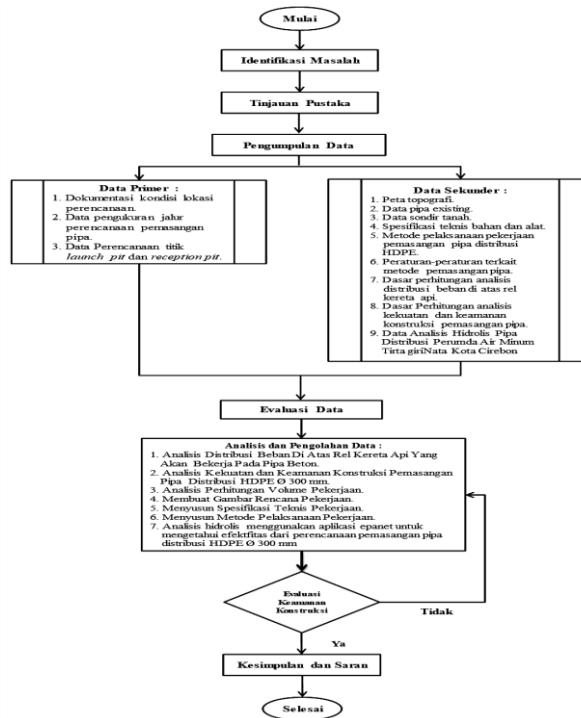 Mulai
Identifikasi Masalah
Tinjauan Pustaka
Pengumpulan Data
Data Primer :
1. Dokumentasi kondisi lokasi
perencanaan.
2. Data pengukuran jalur
perencanaan pemasangan
pipa.
3. Data Perencanaan titik
launch pit dan reception pit.
Data Sekunder :
1. Peta topografi.
2. Data pipa existing.
3. Data sondir tanah.
4. Spesifikasi teknis bahan dan alat.
5. Metode pelaksanaan pekerjaan
pemasangan pipa distribusi
HDPE.
6. Peraturan-peraturan terkait
metode pemasangan pipa.
7. Dasar perhitungan analisis
distribusi beban di atas rel
kereta api.
8. Dasar Perhitungan analisis
kekuatan dan keamanan
konstruksi pemasangan pipa.
9. Data Analisis Hidrolis Pipa
Distribusi Perumda Air Minum
Tirta giriNata Kota Cirebon
Evaluasi Data
Analisis dan Pengolahan Data :
1. Analisis Distribusi Beban Di Atas Rel Kereta Api Yang
Akan Bekerja Pada Pipa Beton.
2. Analisis Kekuatan dan Keamanan Konstruksi Pemasangan
Pipa Distribusi HDPE Ø 300 mm.
3. Analisis Perhitungan Volume Pekerjaan.
4. Membuat Gambar Rencana Pekerjaan.
5. Menyusun Spesifikasi Teknis Pekerjaan.
6. Menyusun Metode Pelaksanaan Pekerjaan.
7. Analisis hidrolis menggunakan aplikasi epanet untuk
mengetahui efektfitas dari perencanaan pemasangan pipa
distribusi HDPE Ø 300 mm
Evaluasi
Keamanan
Konstruksi
Tidak
Ya
Kesimpulan dan Saran
Selesai